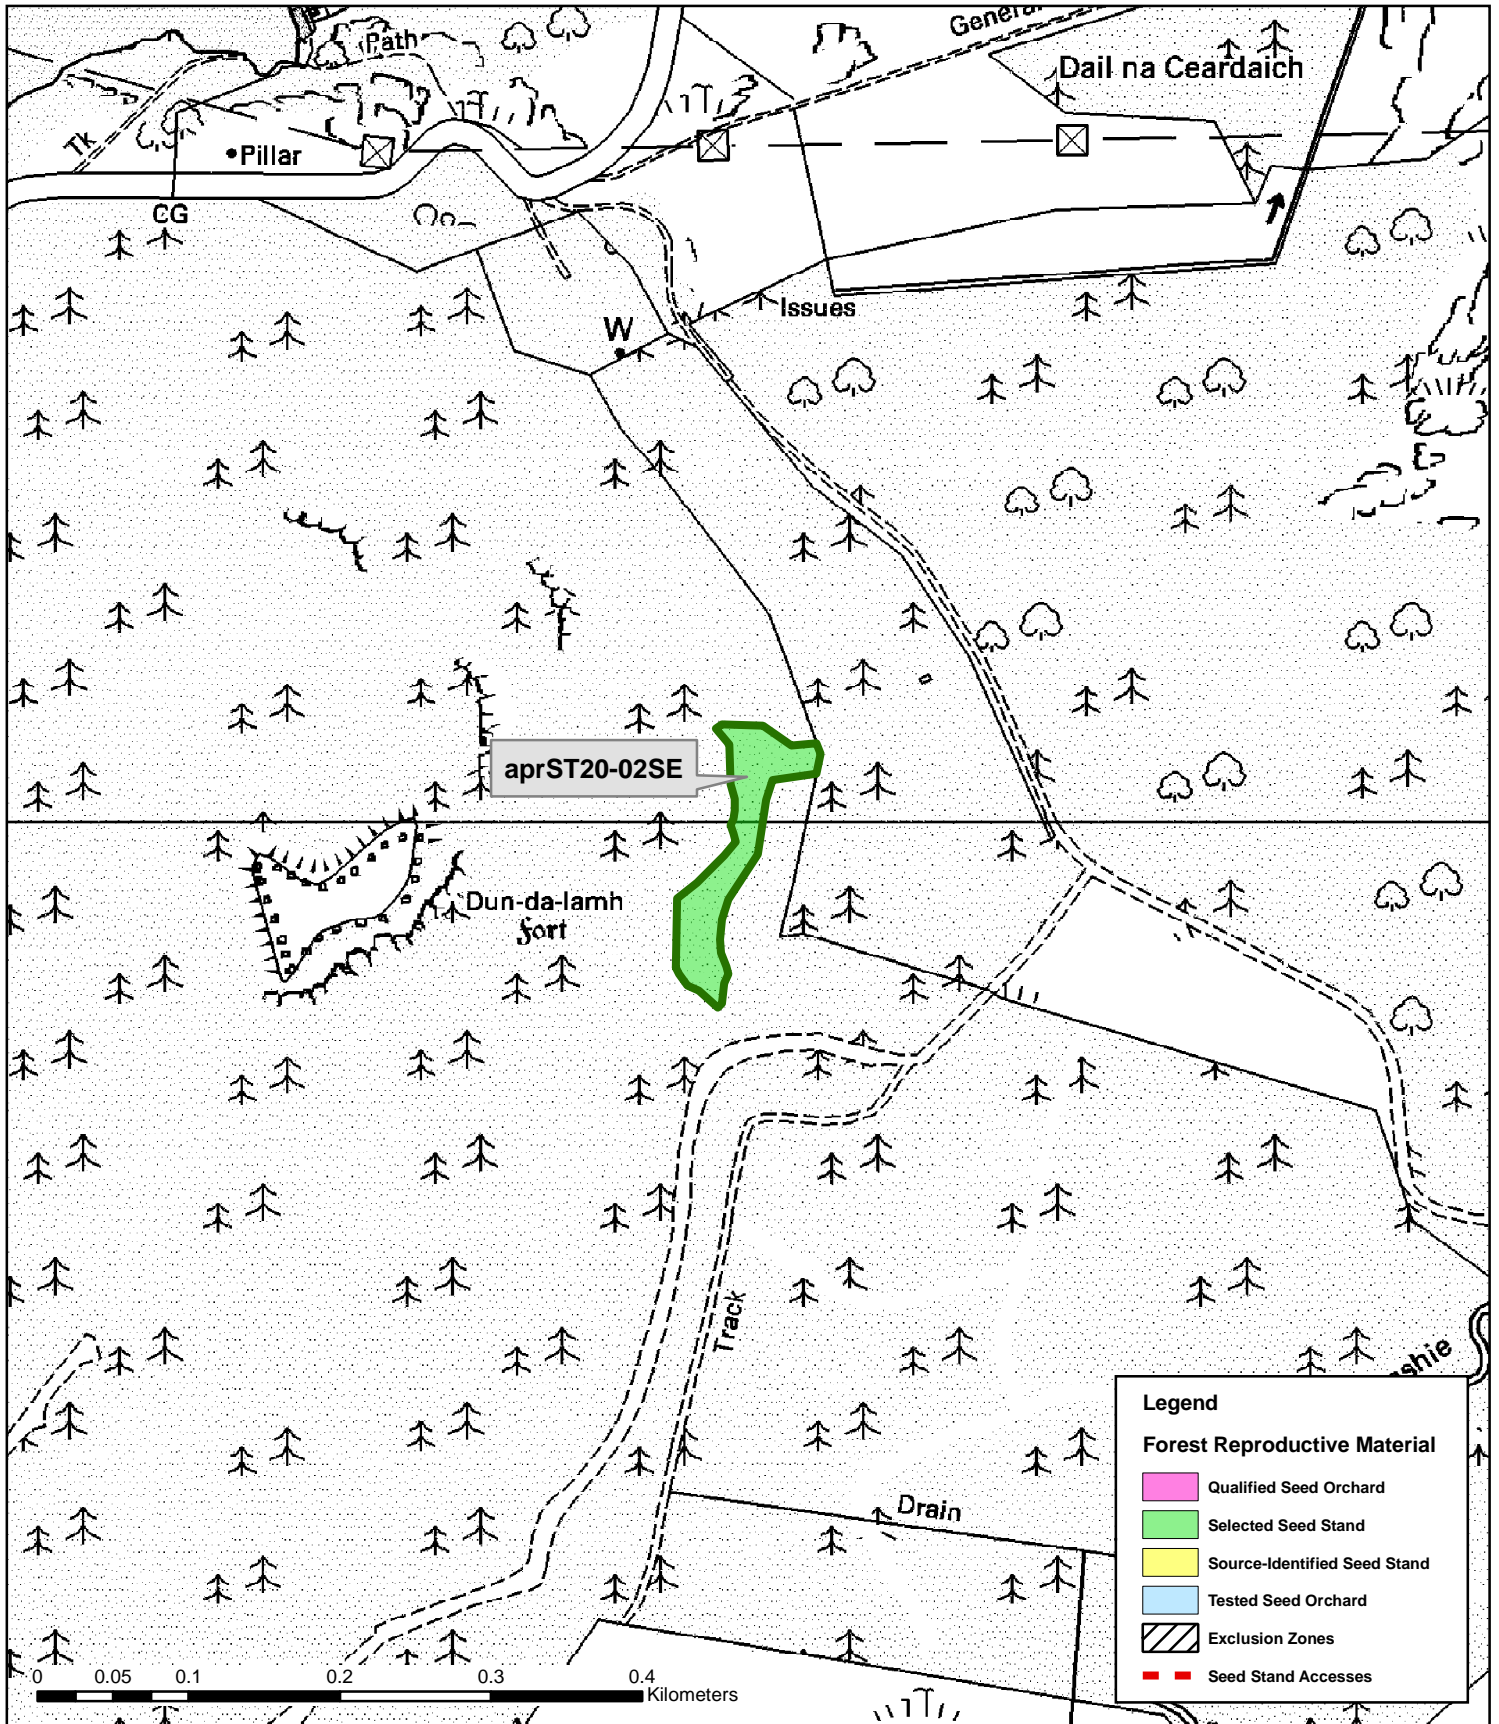 General
Path
Dail na Ceardaich
Tk
Pillar
CG
Issues
W
aprST20-02SE
Dun-da-lamh
fort
Track
shie
Drain
Legend
Forest Reproductive Material
Qualified Seed Orchard
Selected Seed Stand
Source-Identified Seed Stand
Tested Seed Orchard
Exclusion Zones
Seed Stand Accesses
0 0.05 0.1 0.2 0.3 0.4
Kilometers